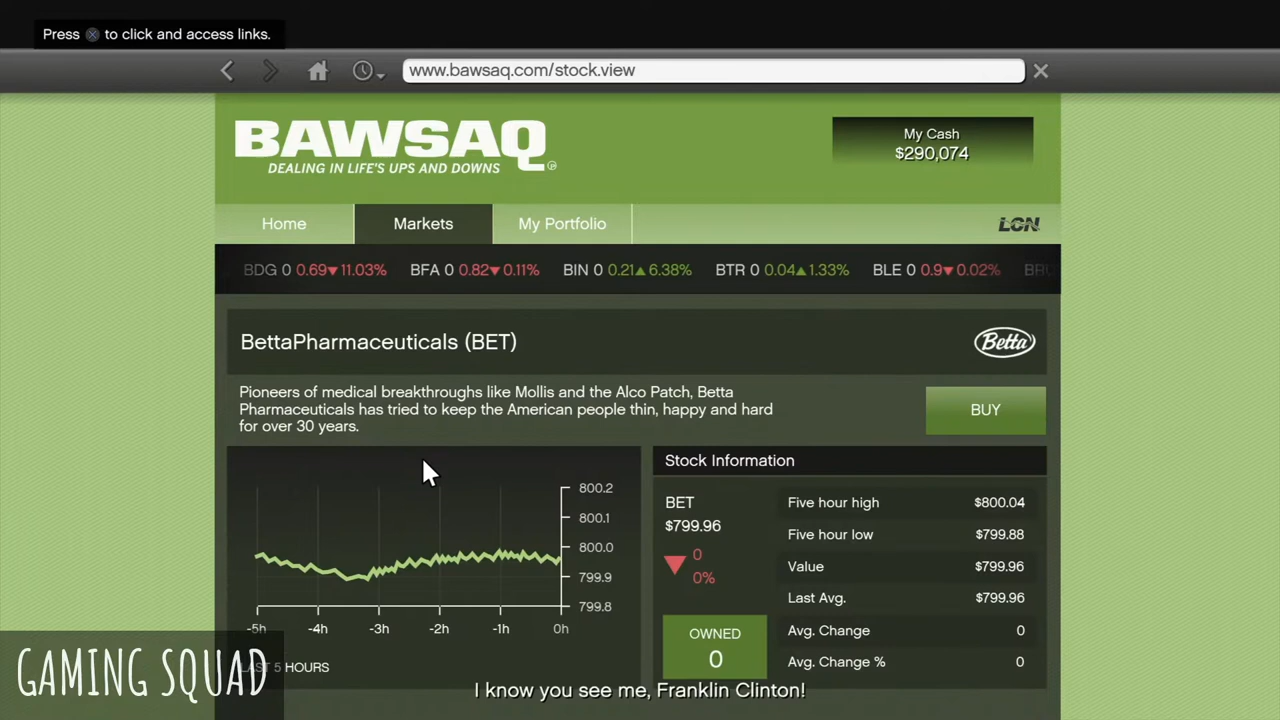 Press ⓧ to click and access links.
www.bawsaq.com/stock.view
BAWSAQ
DEALING IN LIFE'S UPS AND DOWNS
My Cash
$290,074
Home Markets My Portfolio LCN
BDG 0 0.69▼11.03% BFA 0 0.82▼0.11% BIN 0 0.21▲6.38% BTR 0 0.04▲1.33% BLE 0 0.9▼0.02%
BettaPharmaceuticals (BET) Betta
Pioneers of medical breakthroughs like Mollis and the Alco Patch, Betta
Pharmaceuticals has tried to keep the American people thin, happy and hard
for over 30 years.
BUY
800.2
800.1
800.0
799.9
799.8
-5h -4h -3h -2h -1h 0h
LAST 5 HOURS
Stock Information
BET
$799.96
0
0%
OWNED
0
Five hour high $800.04
Five hour low $799.88
Value $799.96
Last Avg. $799.96
Avg. Change 0
Avg. Change % 0
GAMING SQUAD
I know you see me, Franklin Clinton!